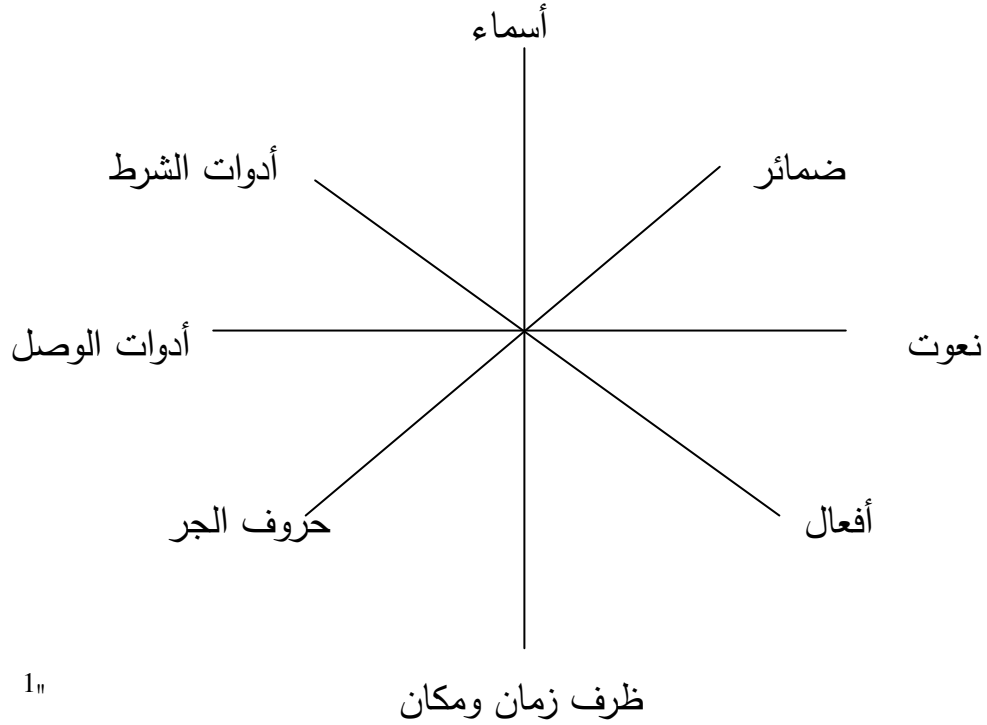 أسماء
ضمائر
أدوات الشرط
نعوت
أدوات الوصل
أفعال
حروف الجر
ظرف زمان ومكان
"1